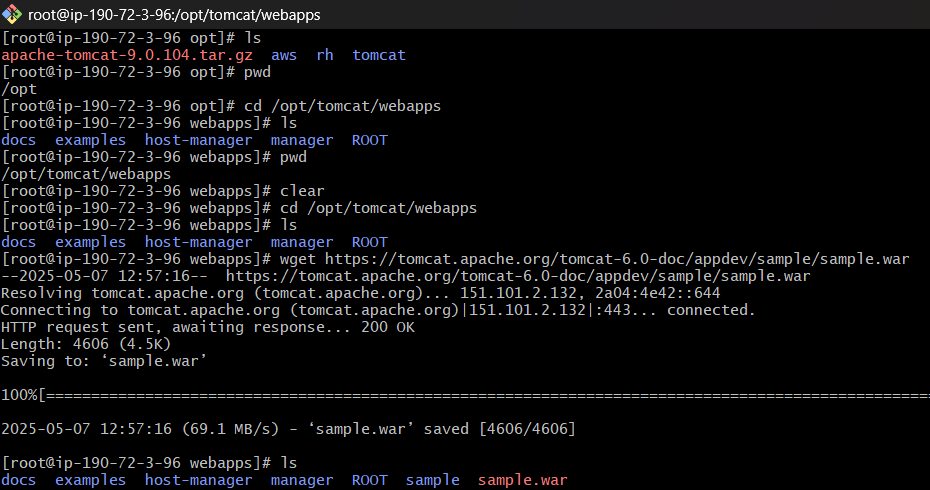 root@ip-190-72-3-96:/opt/tomcat/webapps
[root@ip-190-72-3-96 opt]# ls
apache-tomcat-9.0.104.tar.gz  aws  rh  tomcat
[root@ip-190-72-3-96 opt]# pwd
/opt
[root@ip-190-72-3-96 opt]# cd /opt/tomcat/webapps
[root@ip-190-72-3-96 webapps]# ls
docs  examples  host-manager  manager  ROOT
[root@ip-190-72-3-96 webapps]# pwd
/opt/tomcat/webapps
[root@ip-190-72-3-96 webapps]# clear
[root@ip-190-72-3-96 webapps]# cd /opt/tomcat/webapps
[root@ip-190-72-3-96 webapps]# ls
docs  examples  host-manager  manager  ROOT
[root@ip-190-72-3-96 webapps]# wget https://tomcat.apache.org/tomcat-6.0-doc/appdev/sample/sample.war
--2025-05-07 12:57:16--  https://tomcat.apache.org/tomcat-6.0-doc/appdev/sample/sample.war
Resolving tomcat.apache.org (tomcat.apache.org)... 151.101.2.132, 2a04:4e42::644
Connecting to tomcat.apache.org (tomcat.apache.org)|151.101.2.132|:443... connected.
HTTP request sent, awaiting response... 200 OK
Length: 4606 (4.5K)
Saving to: ‘sample.war’
100%[==================================================================================================
2025-05-07 12:57:16 (69.1 MB/s) - ‘sample.war’ saved [4606/4606]
[root@ip-190-72-3-96 webapps]# ls
docs  examples  host-manager  manager  ROOT  sample  sample.war